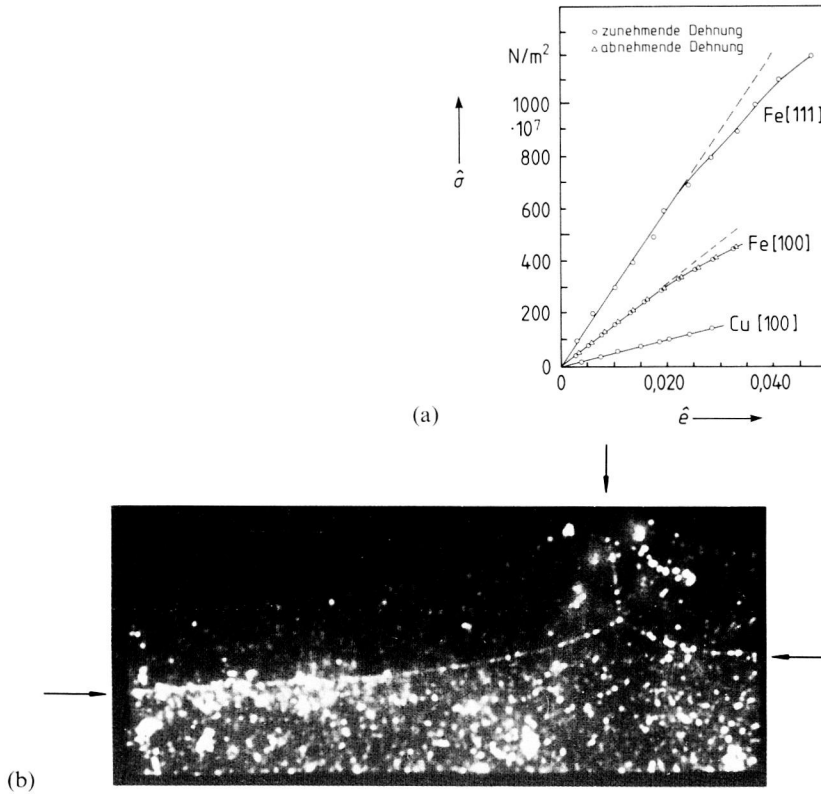 ○ zunehmende Dehnung
△ abnehmende Dehnung
N/m²
1000
·10⁷
800
600
400
200
0
σ̂
Fe[111]
Fe[100]
Cu [100]
0 0,020 0,040
ê
(a)
(b)